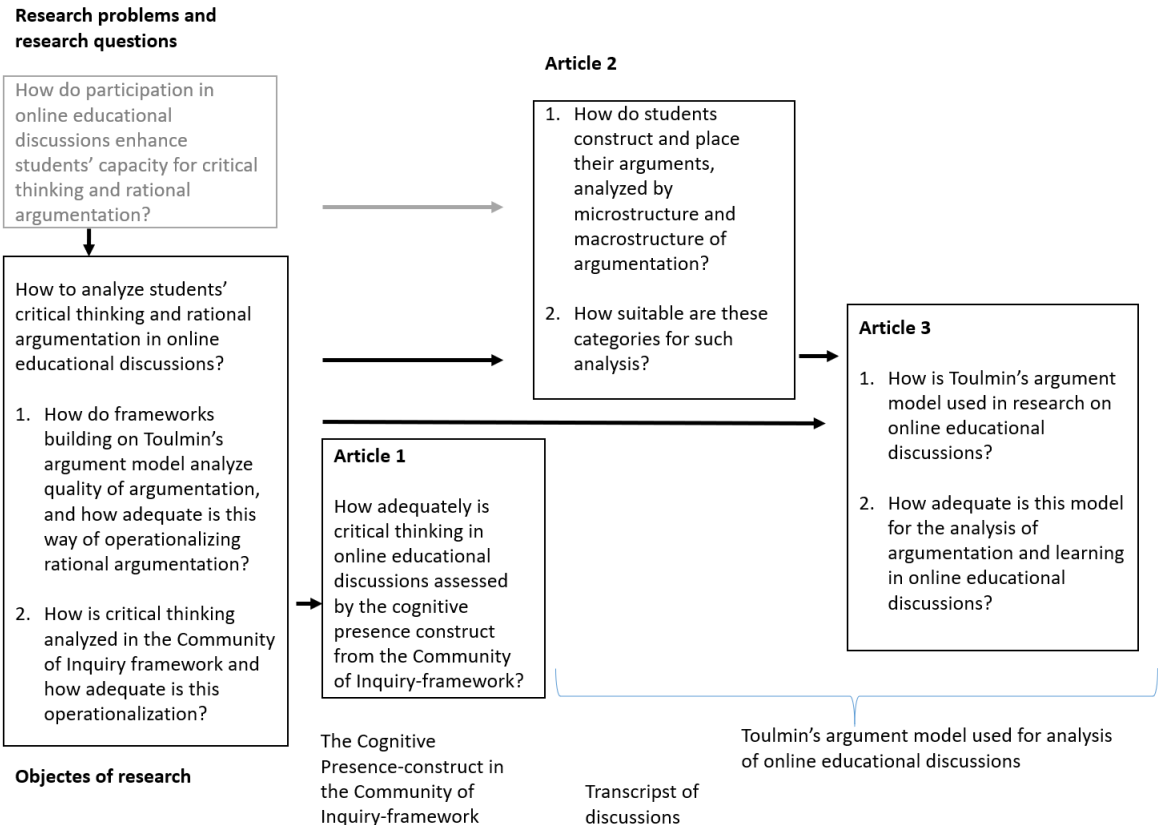 Research problems and
research questions
How do participation in
online educational
discussions enhance
students’ capacity for critical
thinking and rational
argumentation?
How to analyze students’
critical thinking and rational
argumentation in online
educational discussions?
1. How do frameworks
building on Toulmin’s
argument model analyze
quality of argumentation,
and how adequate is this
way of operationalizing
rational argumentation?
2. How is critical thinking
analyzed in the Community
of Inquiry framework and
how adequate is this
operationalization?
Article 1
How adequately is
critical thinking in
online educational
discussions assessed
by the cognitive
presence construct
from the Community
of Inquiry-framework?
Article 2
1. How do students
construct and place
their arguments,
analyzed by
microstructure and
macrostructure of
argumentation?
2. How suitable are these
categories for such
analysis?
Article 3
1. How is Toulmin’s argument
model used in research on
online educational
discussions?
2. How adequate is this model
for the analysis of
argumentation and learning
in online educational
discussions?
Objectes of research
The Cognitive
Presence-construct in
the Community of
Inquiry-framework
Transcripst of
discussions
Toulmin’s argument model used for analysis
of online educational discussions